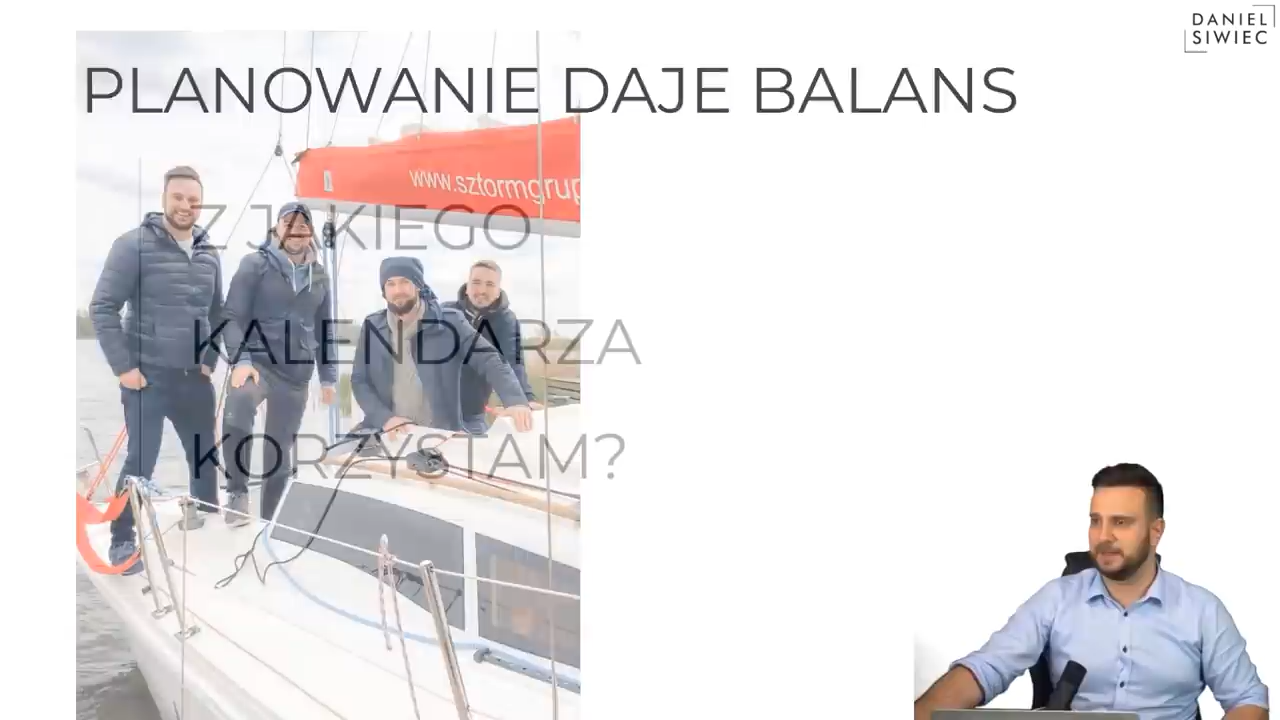 DANIEL
SIWIEC
PLANOWANIE DAJE BALANS
www.sztormgrup
Z JAKIEGO
KALENDARZA
KORZYSTAM?